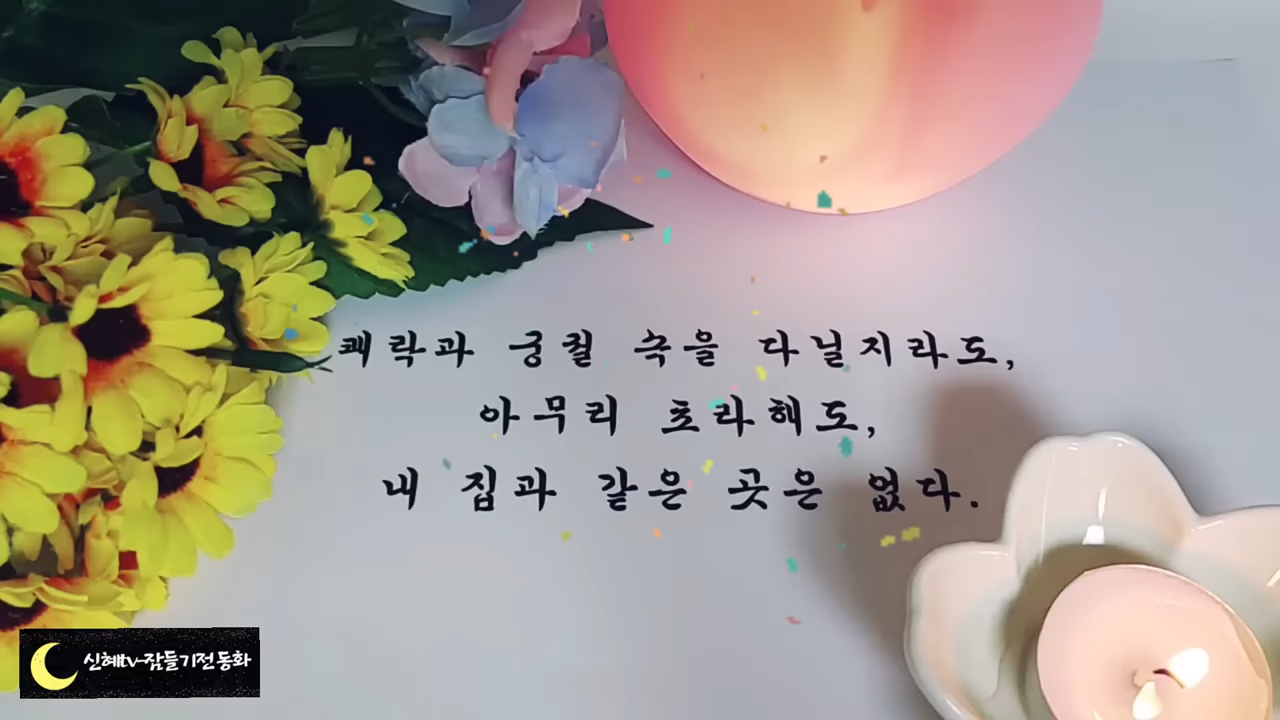 쾌락과 궁궐 속을 다닐지라도,
아무리 초라해도,
내 집과 같은 곳은 없다.
신혜tv-잠들기전 동화